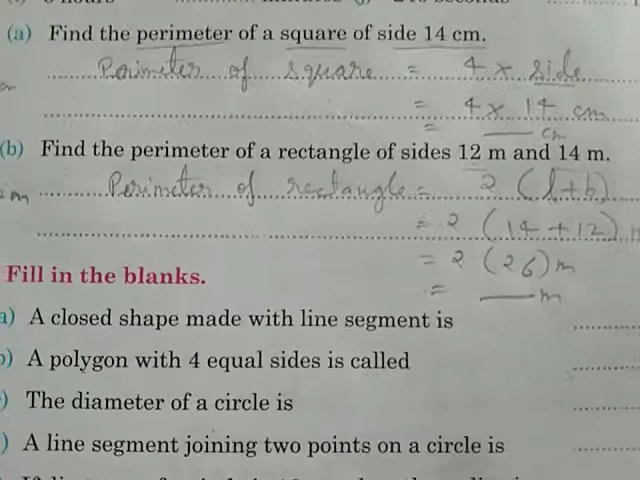 (a) Find the perimeter of a square of side 14 cm.
Perimeter of square = 4 × side
= 4 × 14 cm
= ___ cm
(b) Find the perimeter of a rectangle of sides 12 m and 14 m.
Perimeter of rectangle = 2 (l+b)
= 2 (14+12)
= 2 (26) m
= ___ m
Fill in the blanks.
a) A closed shape made with line segment is
A polygon with 4 equal sides is called
The diameter of a circle is
A line segment joining two points on a circle is